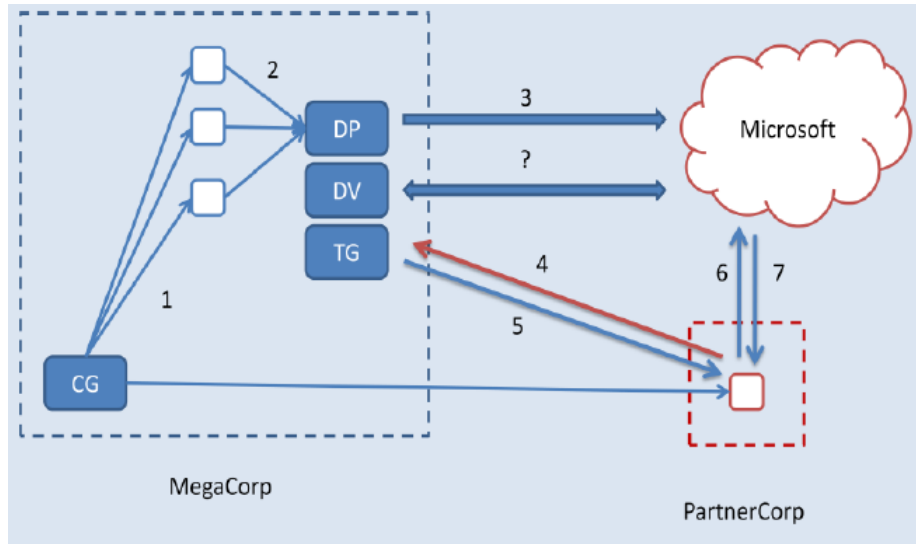 2
3
DP
Microsoft
?
DV
TG
4
6
7
1
5
CG
MegaCorp
PartnerCorp